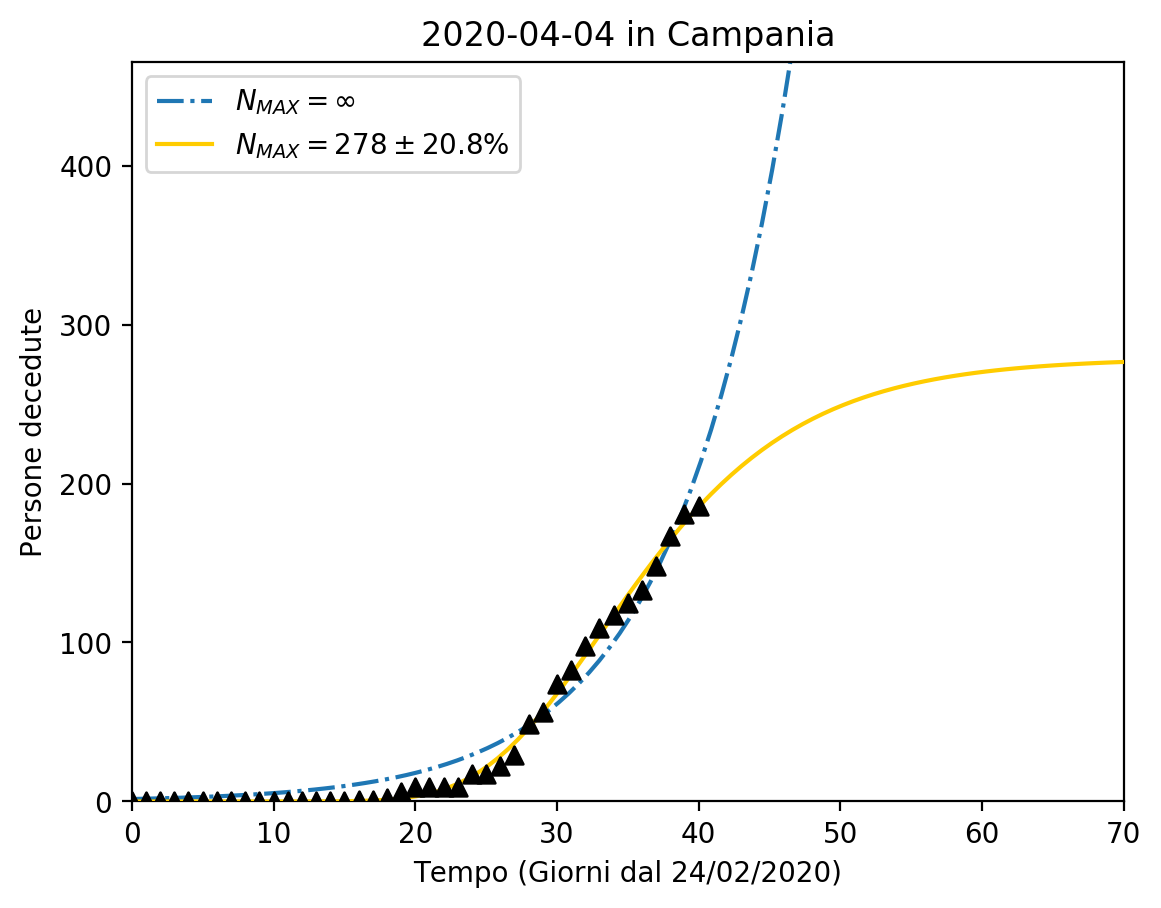 2020-04-04 in Campania
N_MAX = ∞
N_MAX = 278 ± 20.8%
Persone decedute
400
300
200
100
0
0 10 20 30 40 50 60 70
Tempo (Giorni dal 24/02/2020)